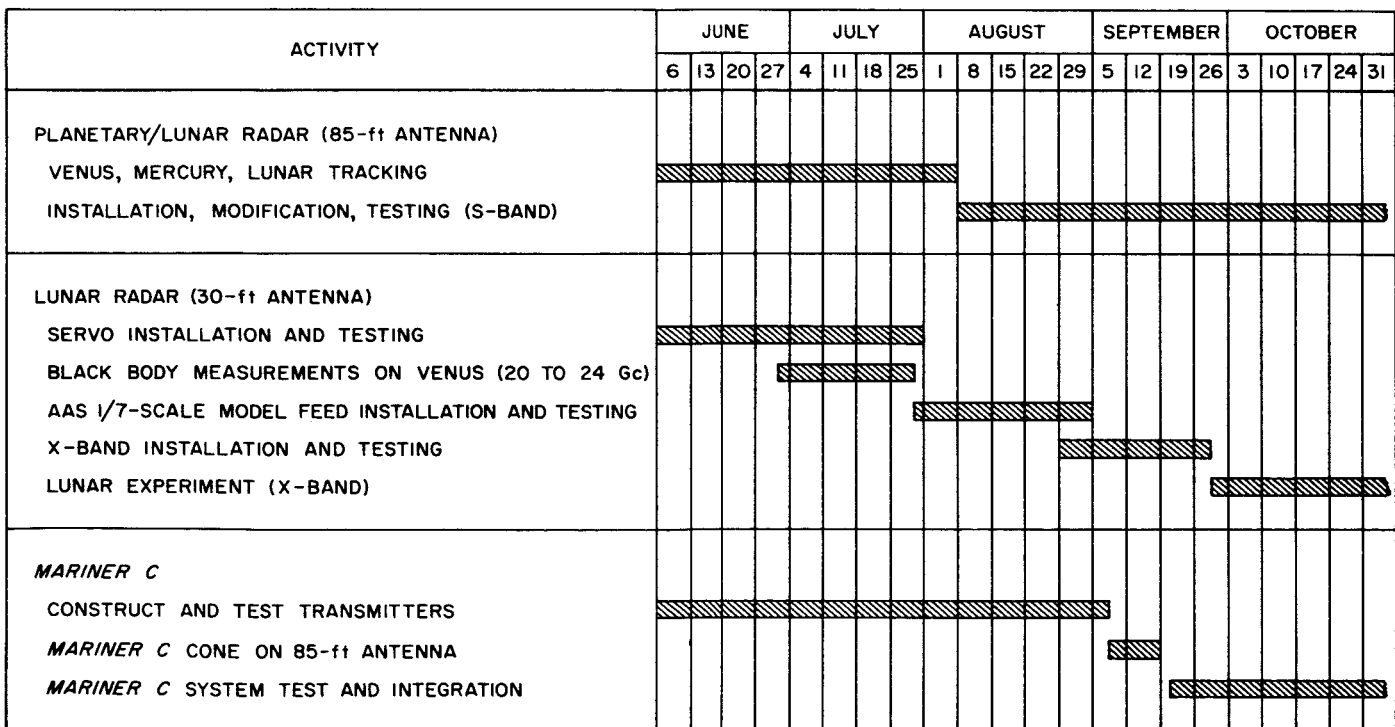 ACTIVITY
JUNE JULY AUGUST SEPTEMBER OCTOBER
6 13 20 27 4 11 18 25 1 8 15 22 29 5 12 19 26 3 10 17 24 31
PLANETARY/LUNAR RADAR (85-ft ANTENNA)
VENUS, MERCURY, LUNAR TRACKING
INSTALLATION, MODIFICATION, TESTING (S-BAND)
LUNAR RADAR (30-ft ANTENNA)
SERVO INSTALLATION AND TESTING
BLACK BODY MEASUREMENTS ON VENUS (20 TO 24 Gc)
AAS 1/7-SCALE MODEL FEED INSTALLATION AND TESTING
X-BAND INSTALLATION AND TESTING
LUNAR EXPERIMENT (X-BAND)
MARINER C
CONSTRUCT AND TEST TRANSMITTERS
MARINER C CONE ON 85-ft ANTENNA
MARINER C SYSTEM TEST AND INTEGRATION